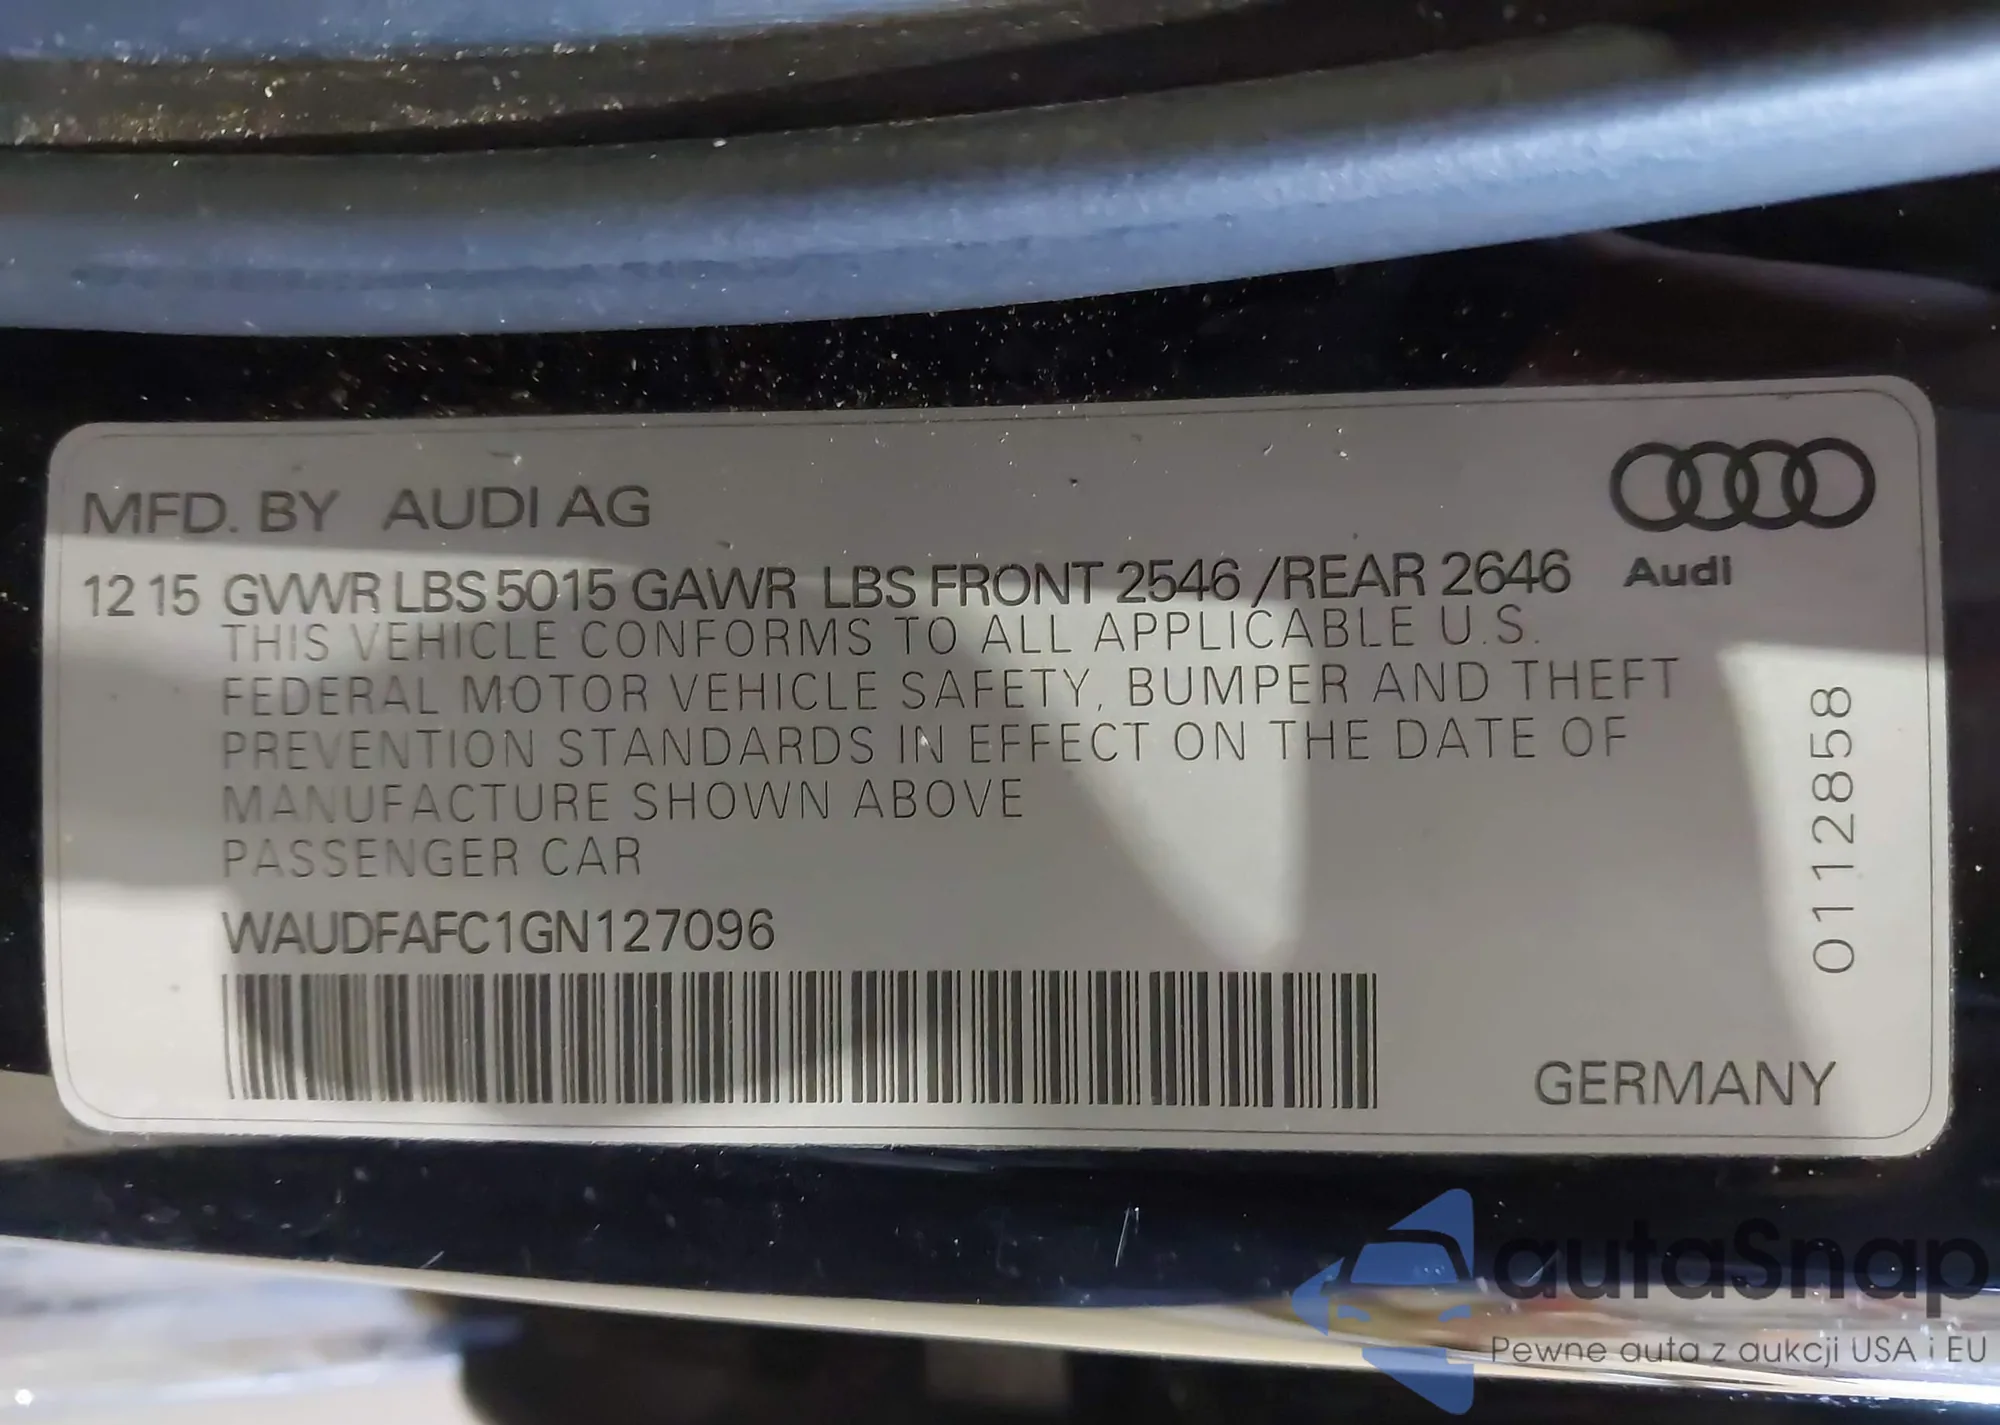 MFD. BY AUDI AG
12 15 GVWR LBS 5015 GAWR LBS FRONT 2546 /REAR 2646
Audi
THIS VEHICLE CONFORMS TO ALL APPLICABLE U.S.
FEDERAL MOTOR VEHICLE SAFETY, BUMPER AND THEFT
PREVENTION STANDARDS IN EFFECT ON THE DATE OF
MANUFACTURE SHOWN ABOVE
PASSENGER CAR
WAUDFAFC1GN127096
0112858
GERMANY
autaSnap
Pewne auta z aukcji USA i EU